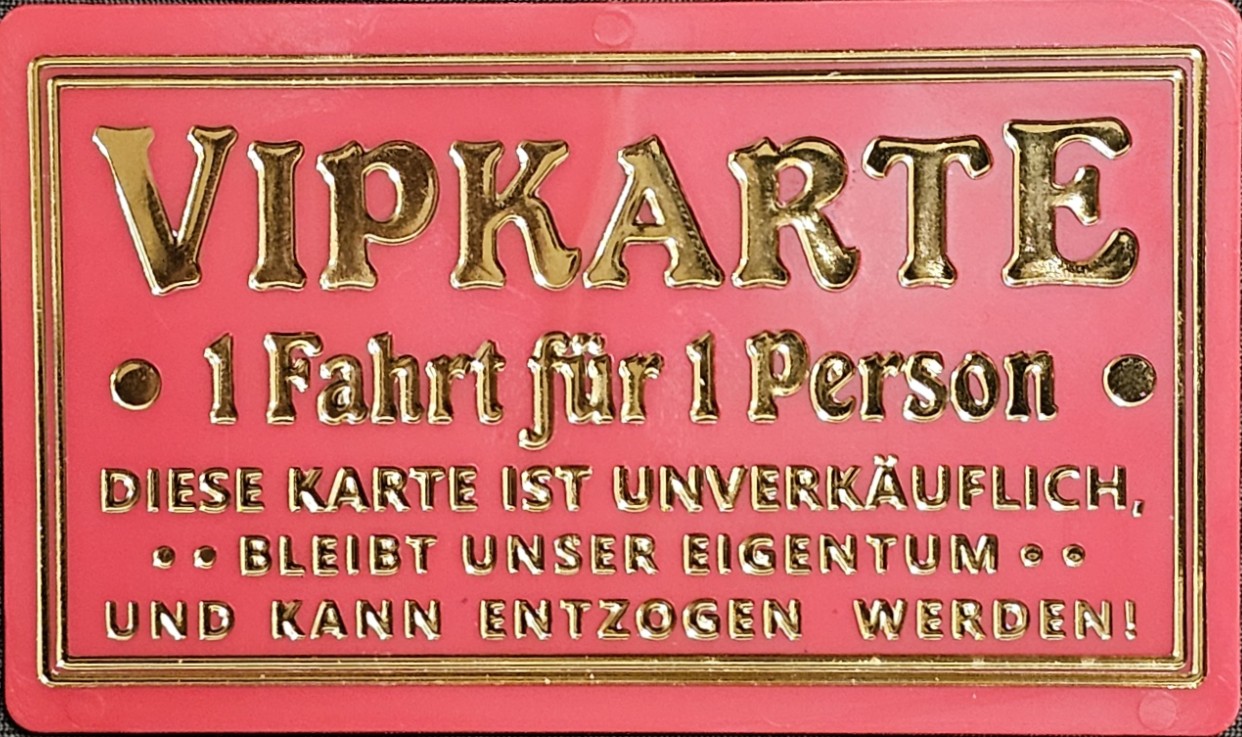 VIPKARTE
• 1 Fahrt für 1 Person •
DIESE KARTE IST UNVERKÄUFLICH,
• • BLEIBT UNSER EIGENTUM • •
UND KANN ENTZOGEN WERDEN!